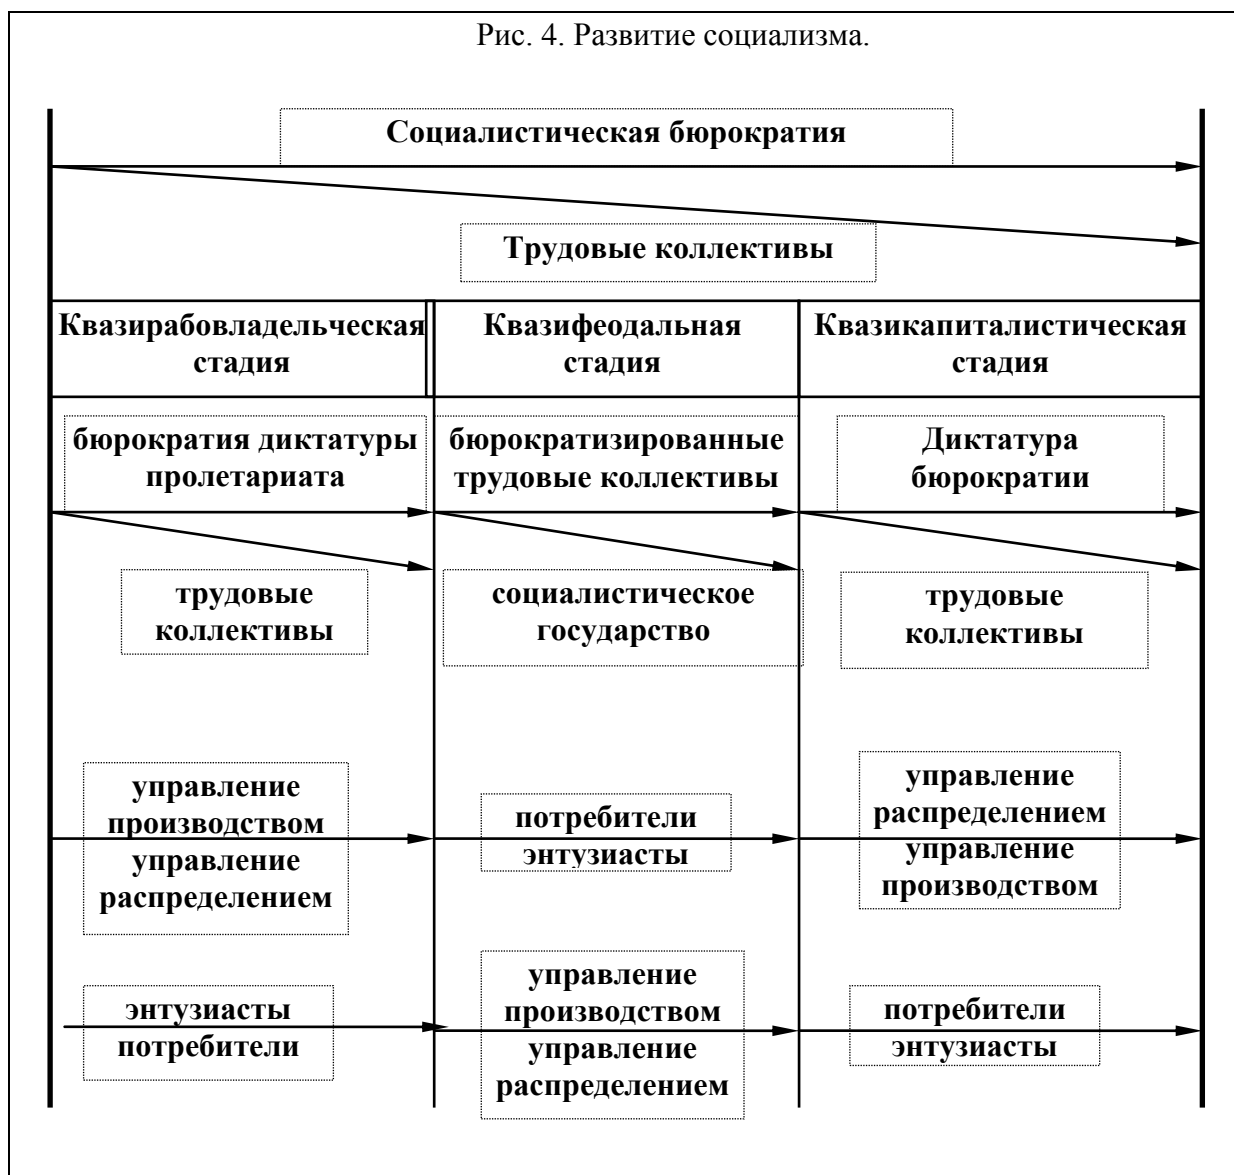 Рис. 4. Развитие социализма.
Социалистическая бюрократия
Трудовые коллективы
Квазирабовладельческая
стадия
Квазифеодальная
стадия
Квазикапиталистическая
стадия
бюрократия диктатуры
пролетариата
бюрократизированные
трудовые коллективы
Диктатура
бюрократии
трудовые
коллективы
социалистическое
государство
трудовые
коллективы
управление
производством
управление
распределением
потребители
энтузиасты
управление
распределением
управление
производством
энтузиасты
потребители
управление
производством
управление
распределением
потребители
энтузиасты